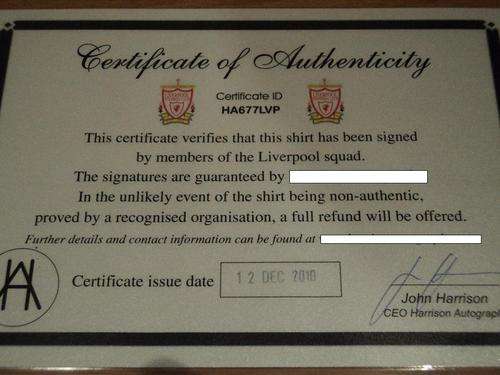 Certificate of Authenticity
Certificate ID
HA677LVP
This certificate verifies that this shirt has been signed
by members of the Liverpool squad.
The signatures are guaranteed by
In the unlikely event of the shirt being non-authentic,
proved by a recognised organisation, a full refund will be offered.
Further details and contact information can be found at
Certificate issue date
12 DEC 2010
John Harrison
CEO Harrison Autograp